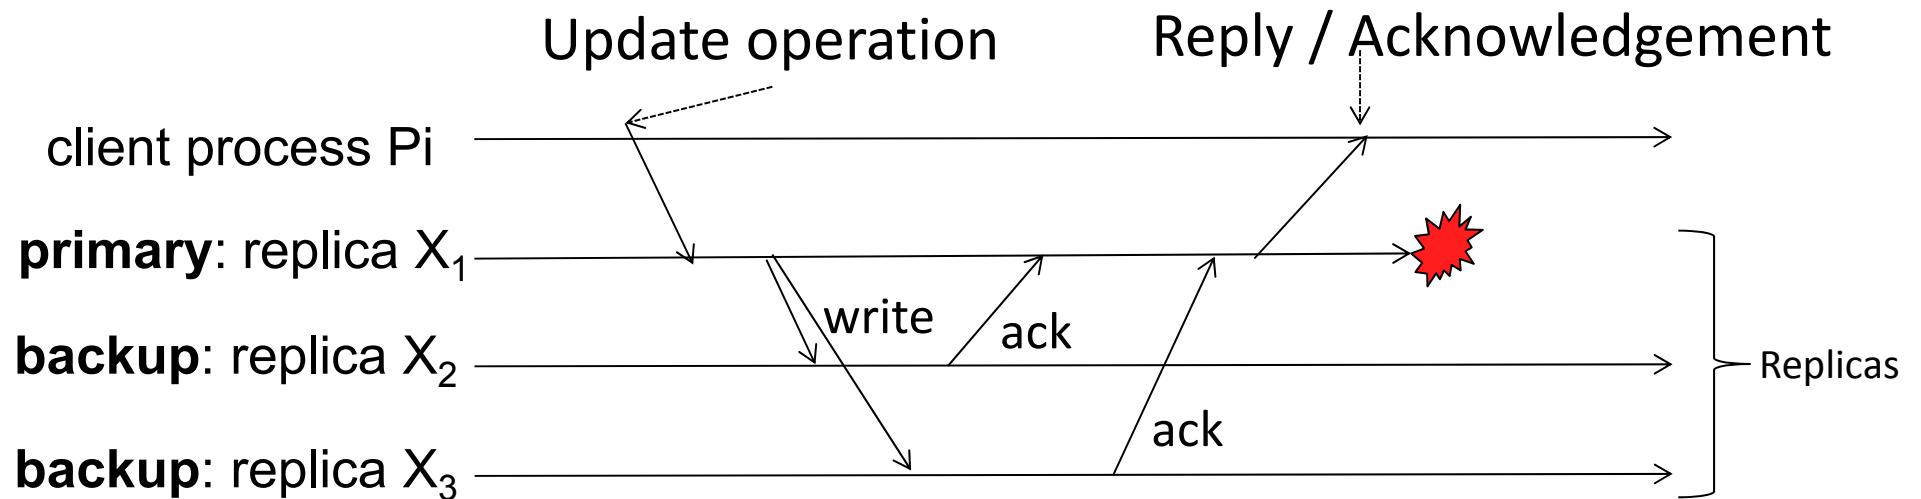 Update operation
Reply / Acknowledgement
client process Pi
primary: replica X₁
write
ack
backup: replica X₂
Replicas
ack
backup: replica X₃